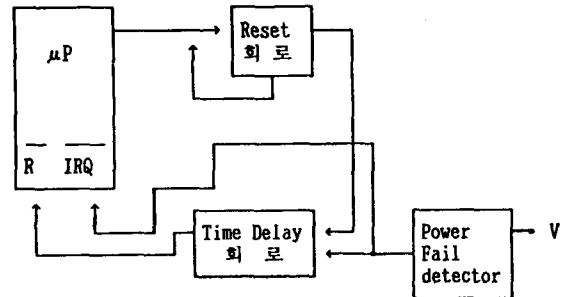 μP
R IRQ
Reset
회 로
Time Delay
회 로
Power
Fail
detector
V